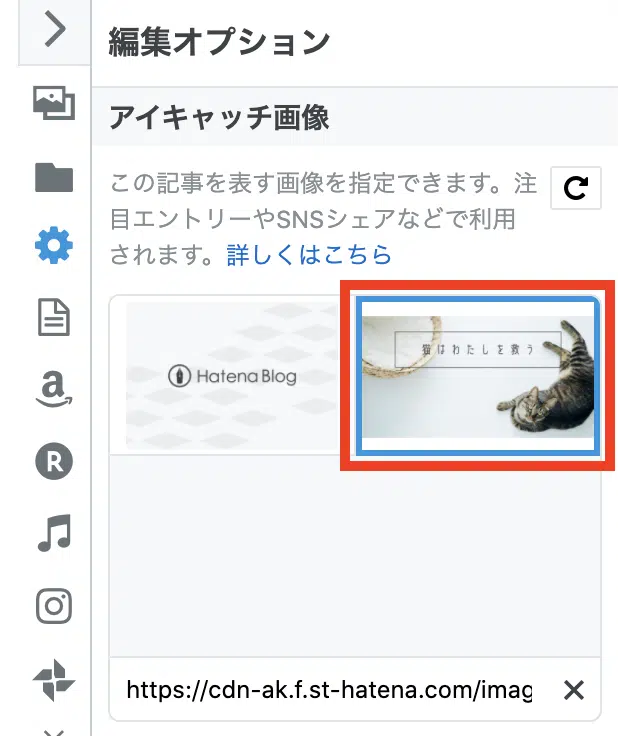 編集オプション
アイキャッチ画像
この記事を表す画像を指定できます。注
目エントリーやSNSシェアなどで利用
されます。詳しくはこちら
Hatena Blog
猫はわたしを救う
a
R
https://cdn-ak.f.st-hatena.com/imag